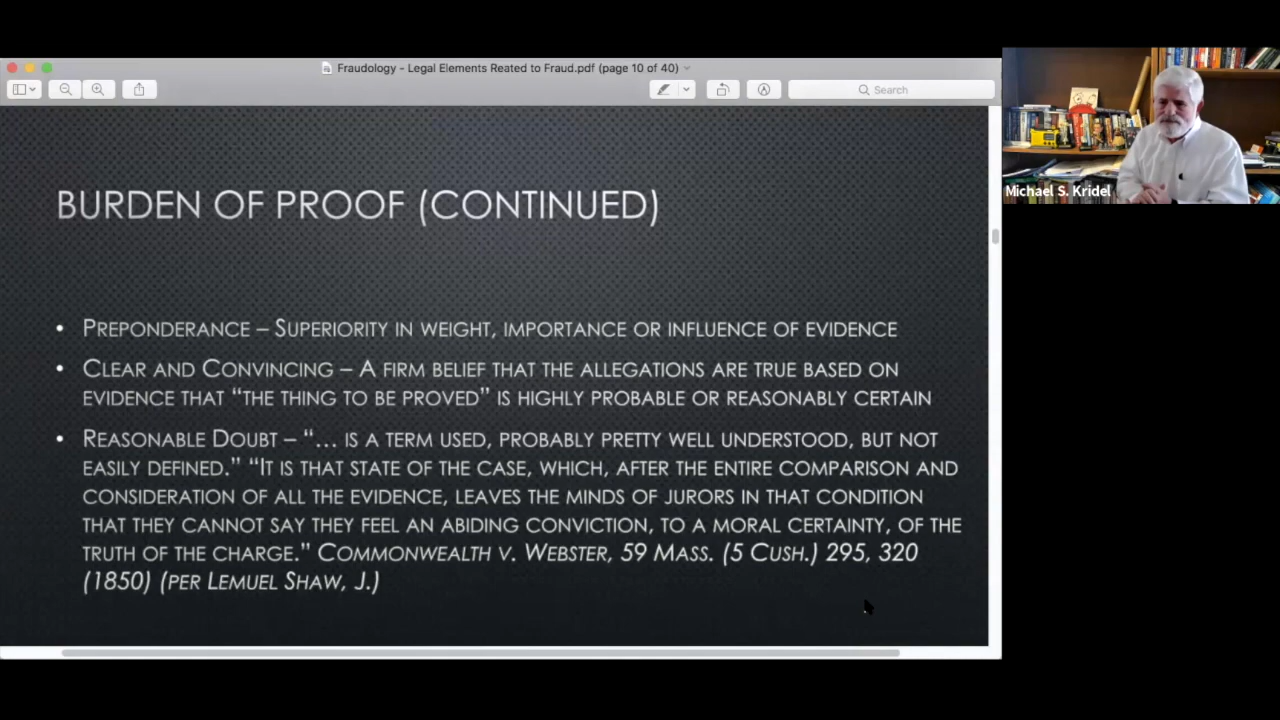 Fraudology - Legal Elements Reated to Fraud.pdf (page 10 of 40)
Search
Michael S. Kridel
BURDEN OF PROOF (CONTINUED)
• PREPONDERANCE – SUPERIORITY IN WEIGHT, IMPORTANCE OR INFLUENCE OF EVIDENCE
• CLEAR AND CONVINCING – A FIRM BELIEF THAT THE ALLEGATIONS ARE TRUE BASED ON
EVIDENCE THAT “THE THING TO BE PROVED” IS HIGHLY PROBABLE OR REASONABLY CERTAIN
• REASONABLE DOUBT – “… IS A TERM USED, PROBABLY PRETTY WELL UNDERSTOOD, BUT NOT
EASILY DEFINED.” “IT IS THAT STATE OF THE CASE, WHICH, AFTER THE ENTIRE COMPARISON AND
CONSIDERATION OF ALL THE EVIDENCE, LEAVES THE MINDS OF JURORS IN THAT CONDITION
THAT THEY CANNOT SAY THEY FEEL AN ABIDING CONVICTION, TO A MORAL CERTAINTY, OF THE
TRUTH OF THE CHARGE.” COMMONWEALTH V. WEBSTER, 59 MASS. (5 CUSH.) 295, 320
(1850) (PER LEMUEL SHAW, J.)